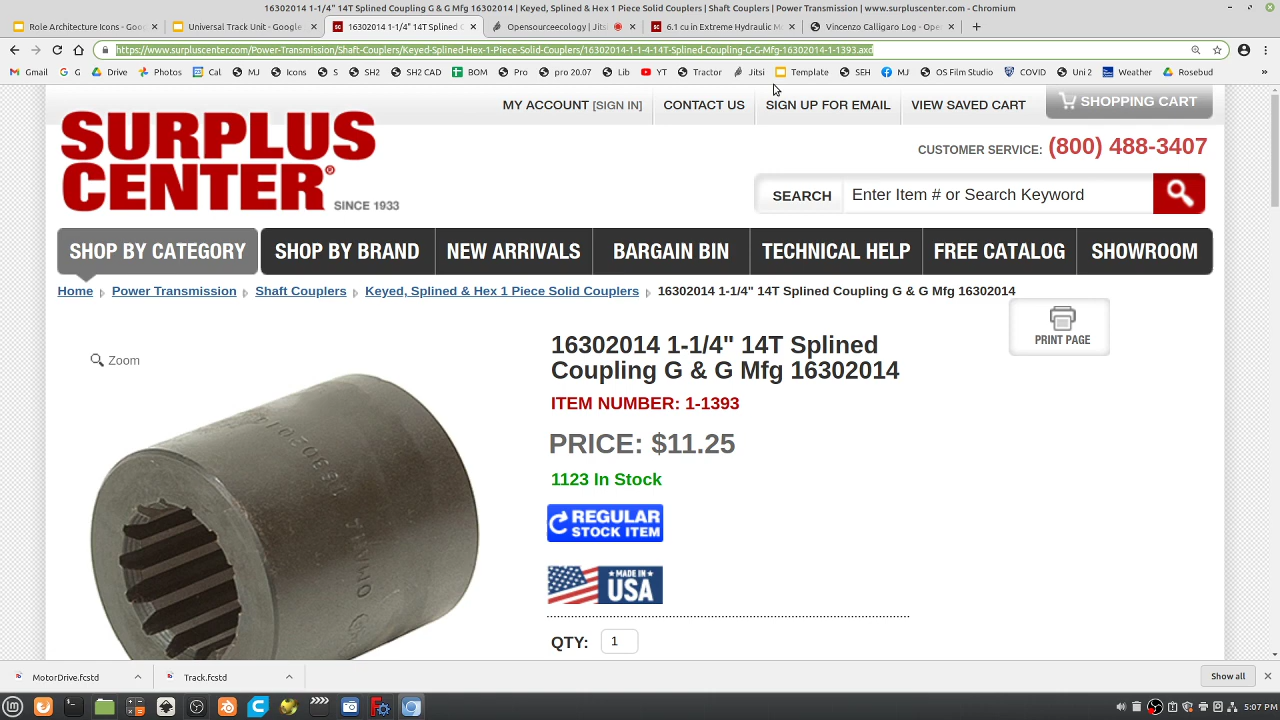 16302014 1-1/4" 14T Splined Coupling G & G Mfg 16302014 | Keyed, Splined & Hex 1 Piece Solid Couplers | Shaft Couplers | Power Transmission | www.surpluscenter.com - Chromium
Role Architecture Icons - Goo
Universal Track Unit - Google
16302014 1-1/4" 14T Splined
Opensourceecology | Jitsi
6.1 cu in Extreme Hydraulic M
Vincenzo Caligaro Log - Open
https://www.surpluscenter.com/Power-Transmission/Shaft-Couplers/Keyed-Splined-Hex-1-Piece-Solid-Couplers/16302014-1-1-4-14T-Splined-Coupling-G-G-Mfg-16302014-1-1393.axd
Gmail G Drive Photos Cal MJ Icons S SH2 SH2 CAD BOM Pro pro 20.07 Lib YT Tractor Jitsi Template SEH MJ OS Film Studio COVID Uni 2 Weather Rosebud »
MY ACCOUNT [SIGN IN] CONTACT US SIGN UP FOR EMAIL VIEW SAVED CART SHOPPING CART
SURPLUS
CENTER® SINCE 1933
CUSTOMER SERVICE: (800) 488-3407
SEARCH Enter Item # or Search Keyword
SHOP BY CATEGORY SHOP BY BRAND NEW ARRIVALS BARGAIN BIN TECHNICAL HELP FREE CATALOG SHOWROOM
Home Power Transmission Shaft Couplers Keyed, Splined & Hex 1 Piece Solid Couplers 16302014 1-1/4" 14T Splined Coupling G & G Mfg 16302014
PRINT PAGE
Zoom
16302014 1-1/4" 14T Splined
Coupling G & G Mfg 16302014
ITEM NUMBER: 1-1393
PRICE: $11.25
1123 In Stock
REGULAR
STOCK ITEM
MADE IN
USA
QTY: 1
MotorDrive.fcstd
Track.fcstd
Show all
5:07 PM